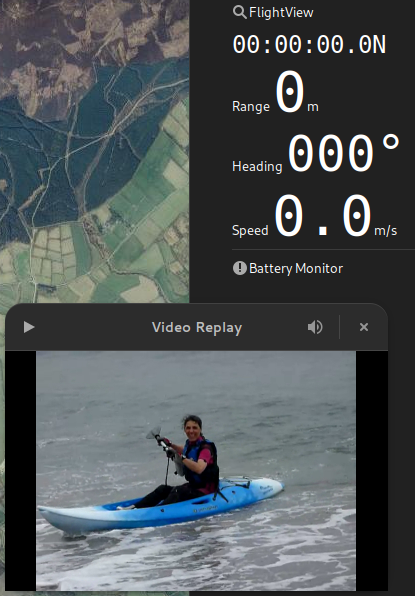 FlightView
00:00:00.0N
Range 0 m
Heading 000°
Speed 0.0 m/s
Battery Monitor
Video Replay